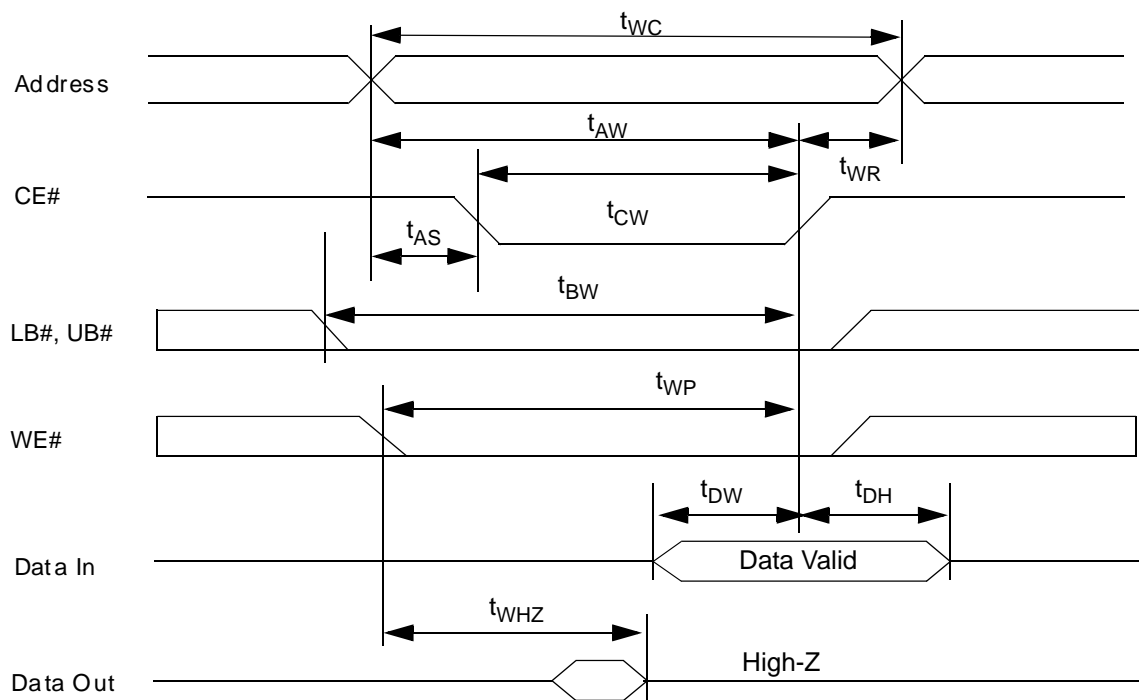 tWC
Address
tAW
tWR
CE#
tCW
tAS
tBW
LB#, UB#
tWP
WE#
tDW
tDH
Data In
Data Valid
tWHZ
High-Z
Data Out